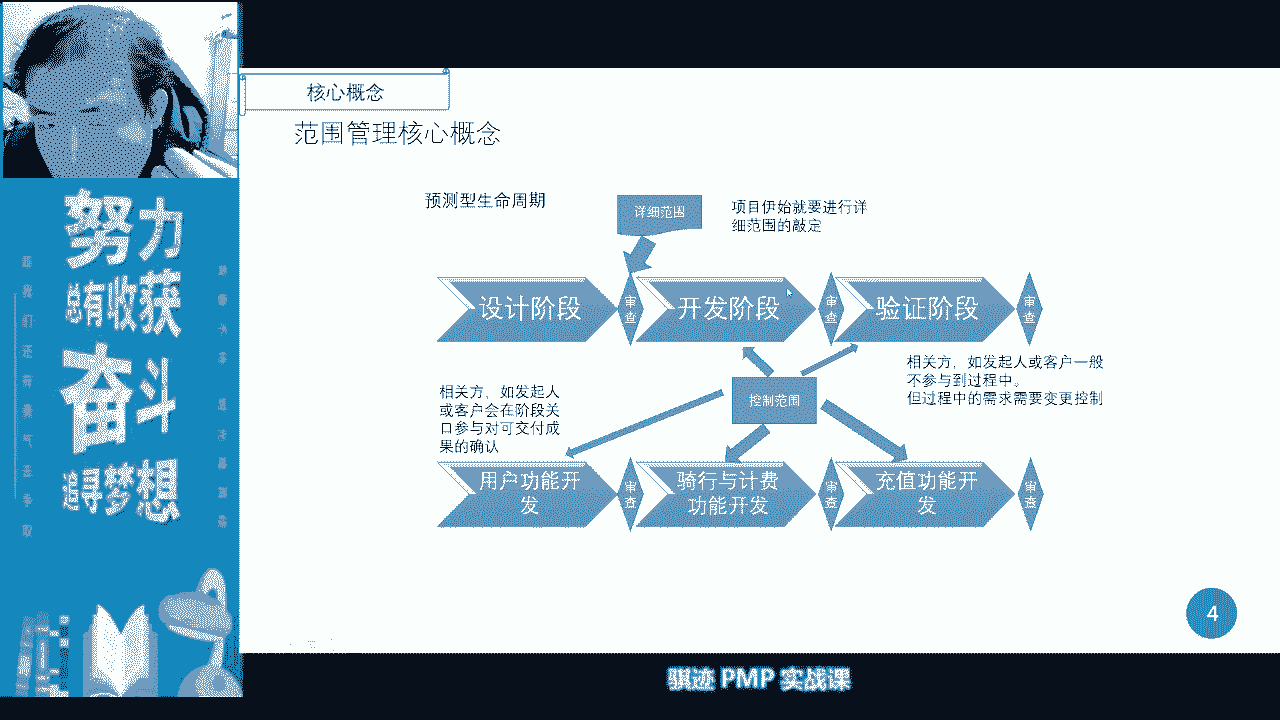 核心概念
范围管理核心概念
预测型生命周期
详细范围
项目伊始就要进行详
细范围的敲定
设计阶段
审
查
开发阶段
审
查
验证阶段
审
查
相关方，如发起人
或客户会在阶段关
口参与对可交付成
果的确认
控制范围
相关方，如发起人或客户一般
不参与到过程中。
但过程中的需求需要变更控制
用户功能开
发
审
查
骑行与计费
功能开发
审
查
充值功能开
发
审
查
4
努力
总有收获
奋斗
追寻梦想
骐迹 PMP 实战课